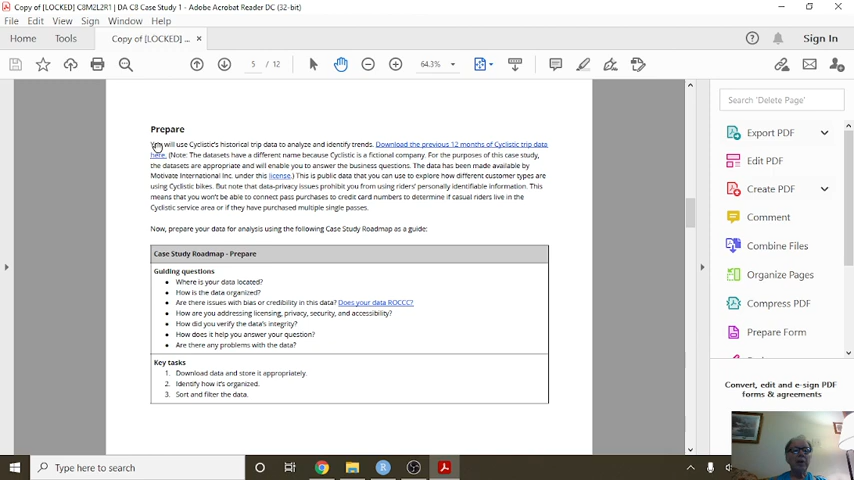 Copy of [LOCKED] C8M2L2R1 | DA C8 Case Study 1 - Adobe Acrobat Reader DC (32-bit)
File Edit View Sign Window Help
Home Tools Copy of [LOCKED] ... × Sign In
5 / 12 64.3%
Prepare
You will use Cyclistic's historical trip data to analyze and identify trends. Download the previous 12 months of Cyclistic trip data
here. (Note: The datasets have a different name because Cyclistic is a fictional company. For the purposes of this case study,
the datasets are appropriate and will enable you to answer the business questions. The data has been made available by
Motivate International Inc. under this license.) This is public data that you can use to explore how different customer types are
using Cyclistic bikes. But note that data-privacy issues prohibit you from using riders' personally identifiable information. This
means that you won't be able to connect pass purchases to credit card numbers to determine if casual riders live in the
Cyclistic service area or if they have purchased multiple single passes.
Now, prepare your data for analysis using the following Case Study Roadmap as a guide:
Case Study Roadmap - Prepare
Guiding questions
• Where is your data located?
• How is the data organized?
• Are there issues with bias or credibility in this data? Does your data ROCCC?
• How are you addressing licensing, privacy, security, and accessibility?
• How did you verify the data's integrity?
• How does it help you answer your question?
• Are there any problems with the data?
Key tasks
1. Download data and store it appropriately.
2. Identify how it's organized.
3. Sort and filter the data.
Search 'Delete Page'
Export PDF
Edit PDF
Create PDF
Comment
Combine Files
Organize Pages
Compress PDF
Prepare Form
Convert, edit and e-sign PDF
forms & agreements
Type here to search